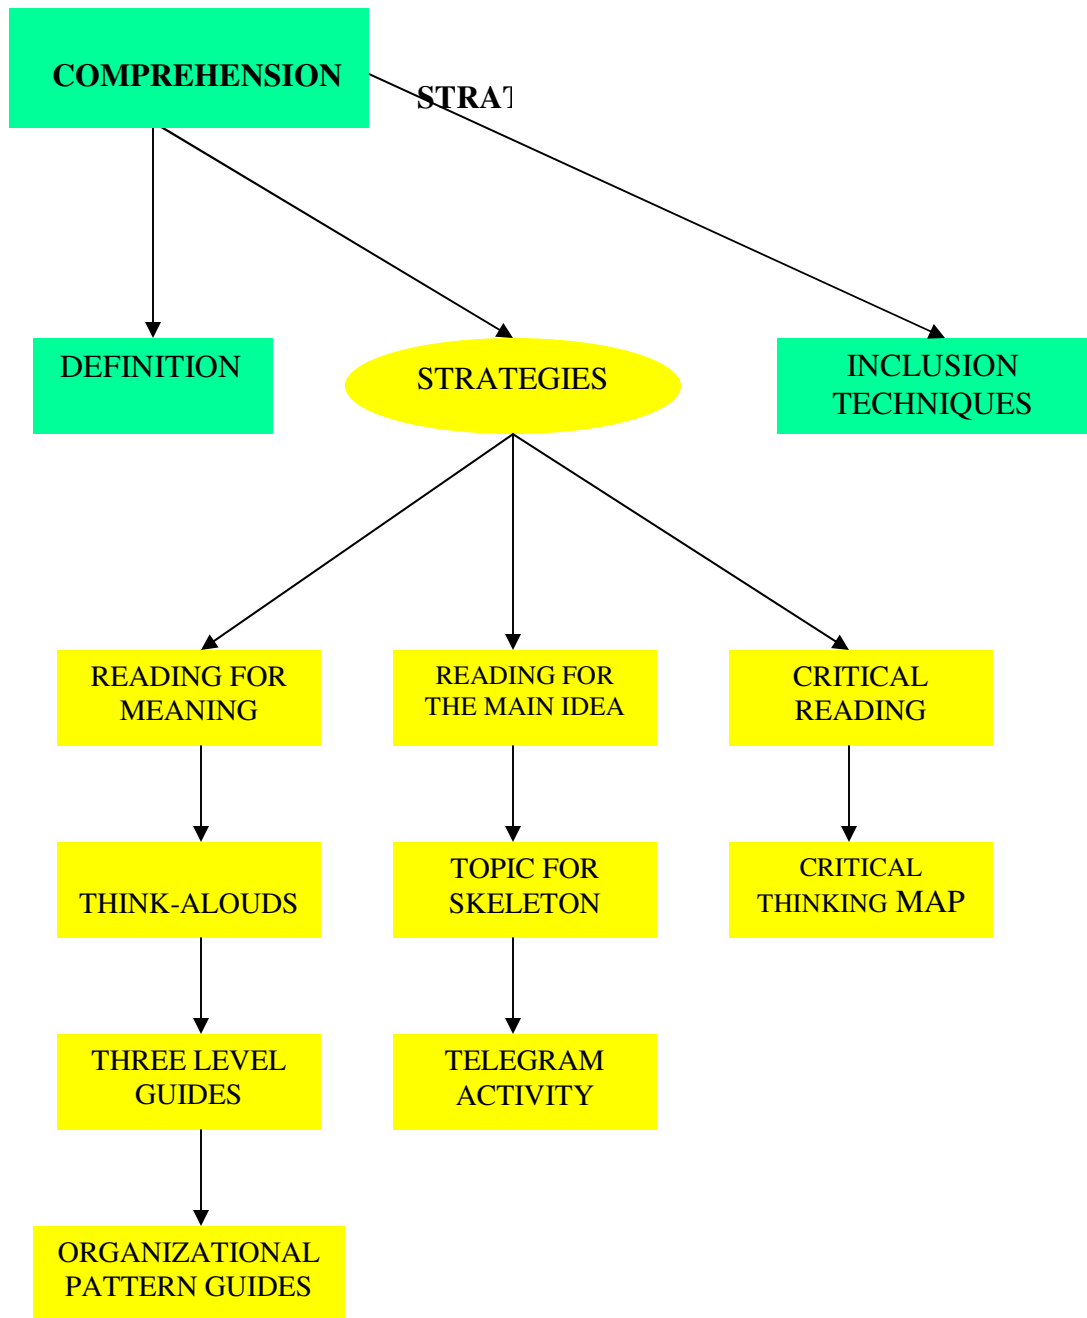 COMPREHENSION
STRAT
DEFINITION
STRATEGIES
INCLUSION
TECHNIQUES
READING FOR
MEANING
READING FOR
THE MAIN IDEA
CRITICAL
READING
THINK-ALOUDS
TOPIC FOR
SKELETON
CRITICAL
THINKING MAP
THREE LEVEL
GUIDES
TELEGRAM
ACTIVITY
ORGANIZATIONAL
PATTERN GUIDES